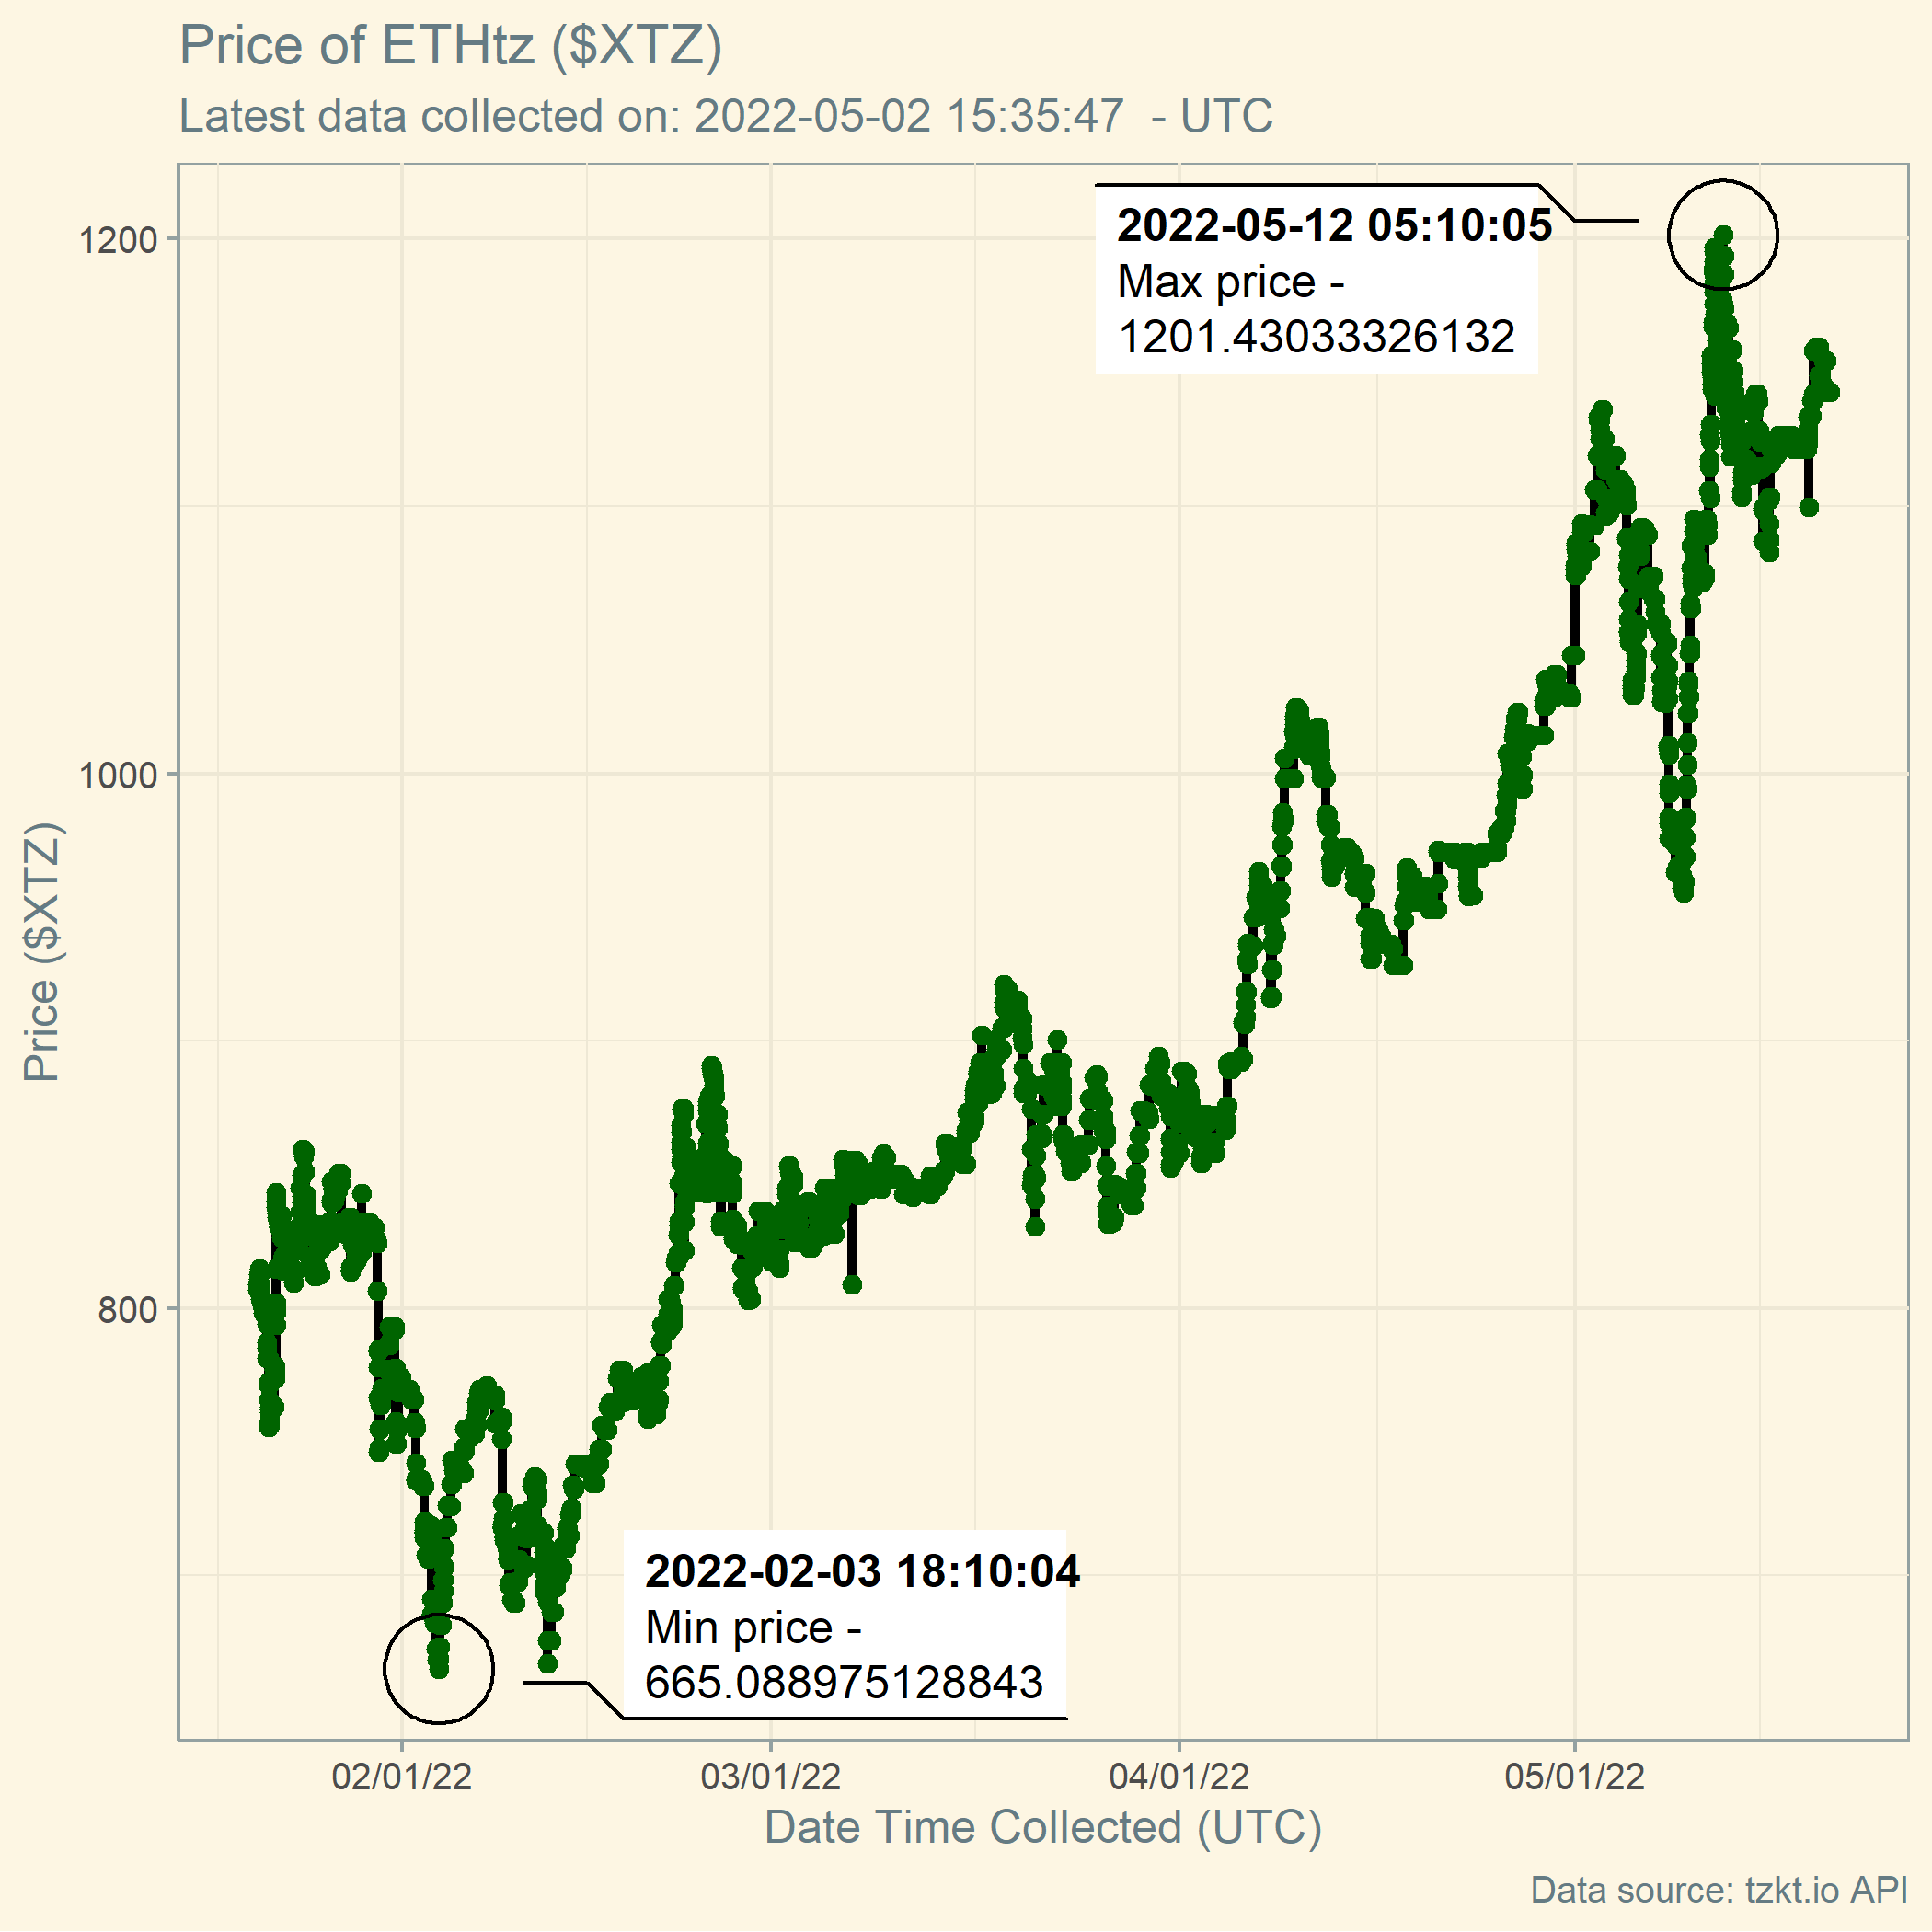 Price of ETHtz ($XTZ)
Latest data collected on: 2022-05-02 15:35:47  - UTC
2022-05-12 05:10:05
Max price -
1201.43033326132
1200
1000
800
Price ($XTZ)
2022-02-03 18:10:04
Min price -
665.088975128843
02/01/22
03/01/22
04/01/22
05/01/22
Date Time Collected (UTC)
Data source: tzkt.io API